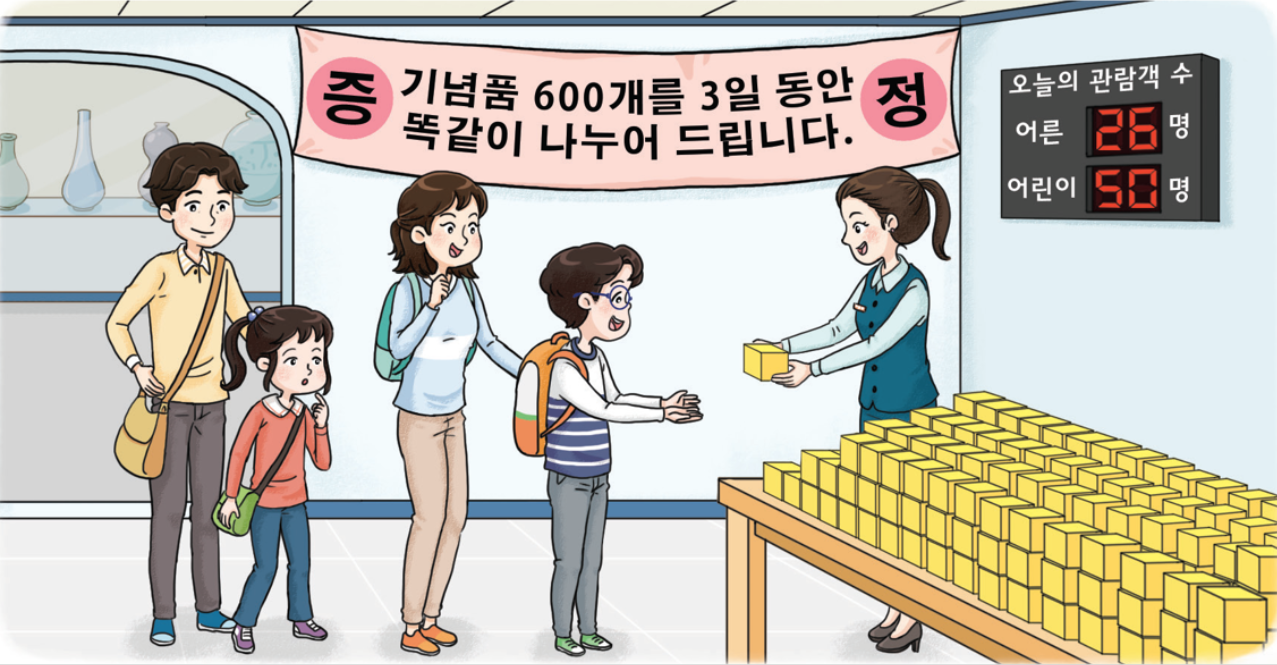 증 기념품 600개를 3일 동안 정
똑같이 나누어 드립니다.
오늘의 관람객 수
어른 26 명
어린이 50 명